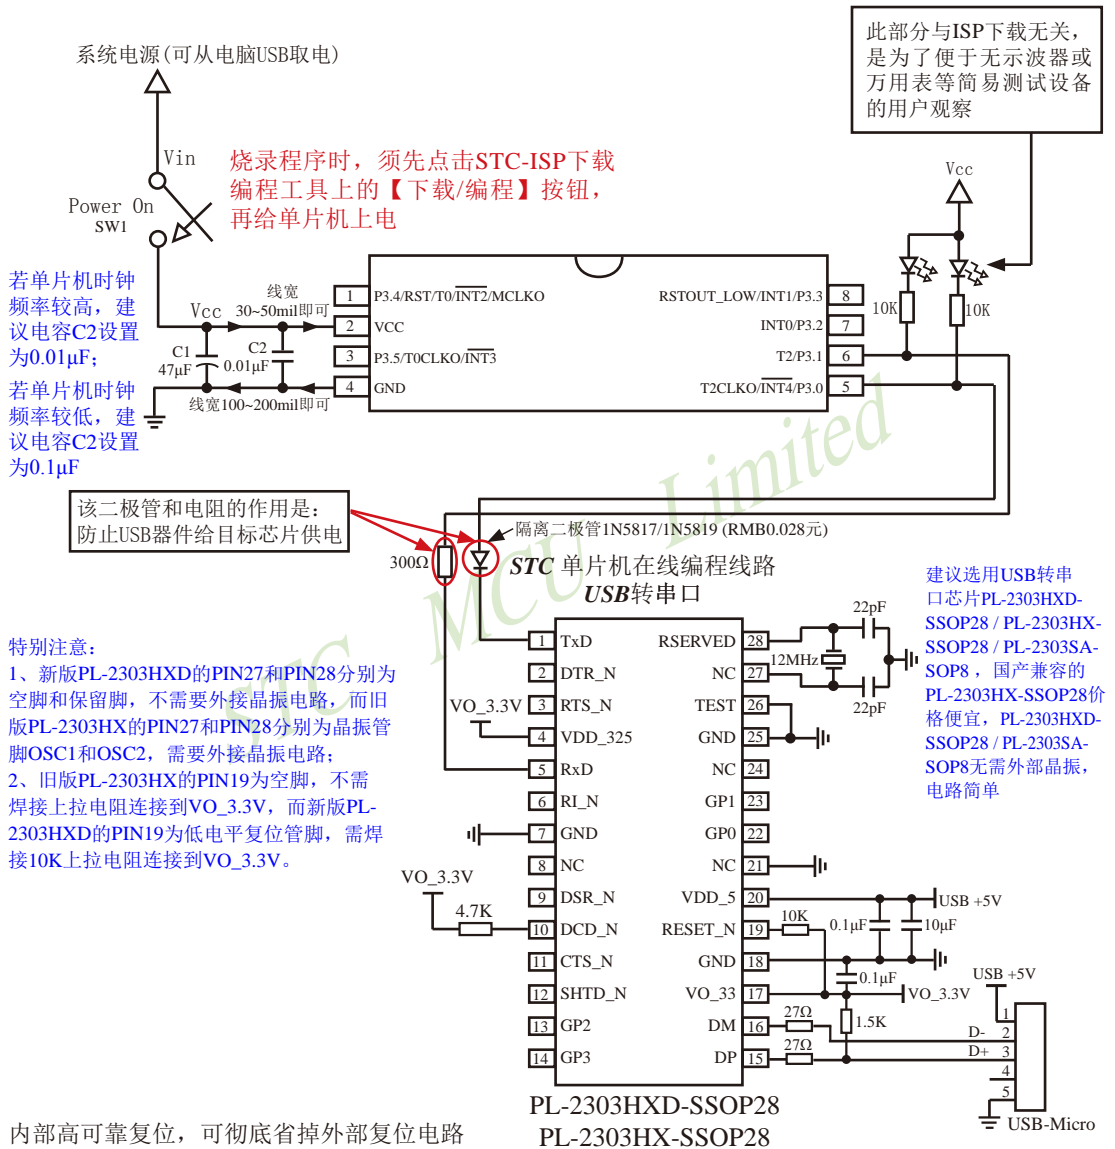 此部分与ISP下载无关，
是为了便于无示波器或
万用表等简易测试设备
的用户观察
系统电源(可从电脑USB取电)
Vin
Power On
SW1
烧录程序时，须先点击STC-ISP下载
编程工具上的【下载/编程】按钮，
再给单片机上电
Vcc
10K
10K
若单片机时钟
频率较高，建
议电容C2设置
为0.01μF；
若单片机时钟
频率较低，建
议电容C2设置
为0.1μF
Vcc
线宽
30~50mil即可
C1
47μF
C2
0.01μF
线宽100~200mil即可
1 P3.4/RST/T0/INT2/MCLKO
2 VCC
3 P3.5/T0CLKO/INT3
4 GND
RSTOUT_LOW/INT1/P3.3 8
INT0/P3.2 7
T2/P3.1 6
T2CLKO/INT4/P3.0 5
STC MCU Limited
该二极管和电阻的作用是：
防止USB器件给目标芯片供电
300Ω
隔离二极管1N5817/1N5819 (RMB0.028元)
STC 单片机在线编程线路
USB转串口
特别注意：
1、新版PL-2303HXD的PIN27和PIN28分别为
空脚和保留脚，不需要外接晶振电路，而旧
版PL-2303HX的PIN27和PIN28分别为晶振管
脚OSC1和OSC2，需要外接晶振电路；
2、旧版PL-2303HX的PIN19为空脚，不需
焊接上拉电阻连接到VO_3.3V，而新版PL-
2303HXD的PIN19为低电平复位管脚，需焊
接10K上拉电阻连接到VO_3.3V。
建议选用USB转串
口芯片PL-2303HXD-
SSOP28 / PL-2303HX-
SSOP28 / PL-2303SA-
SOP8，国产兼容的
PL-2303HX-SSOP28价
格便宜，PL-2303HXD-
SSOP28 / PL-2303SA-
SOP8无需外部晶振，
电路简单
1 TxD
2 DTR_N
3 RTS_N
4 VDD_325
5 RxD
6 RI_N
7 GND
8 NC
9 DSR_N
10 DCD_N
11 CTS_N
12 SHTD_N
13 GP2
14 GP3
RSERVED 28
NC 27
TEST 26
GND 25
NC 24
GP1 23
GP0 22
NC 21
VDD_5 20
RESET_N 19
GND 18
VO_33 17
DM 16
DP 15
VO_3.3V
VO_3.3V
4.7K
22pF
12MHz
22pF
USB +5V
0.1μF
10μF
10K
0.1μF
VO_3.3V
27Ω
1.5K
27Ω
USB +5V
D-
D+
1
2
3
4
5
USB-Micro
PL-2303HXD-SSOP28
PL-2303HX-SSOP28
内部高可靠复位，可彻底省掉外部复位电路